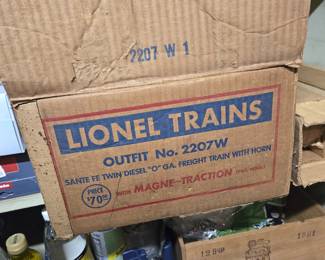 2207 W 1
LIONEL TRAINS
OUTFIT No. 2207W
SANTE FE TWIN DIESEL "O" GA. FREIGHT TRAIN WITH HORN
PRICE
$70.00
WITH MAGNE-TRACTION